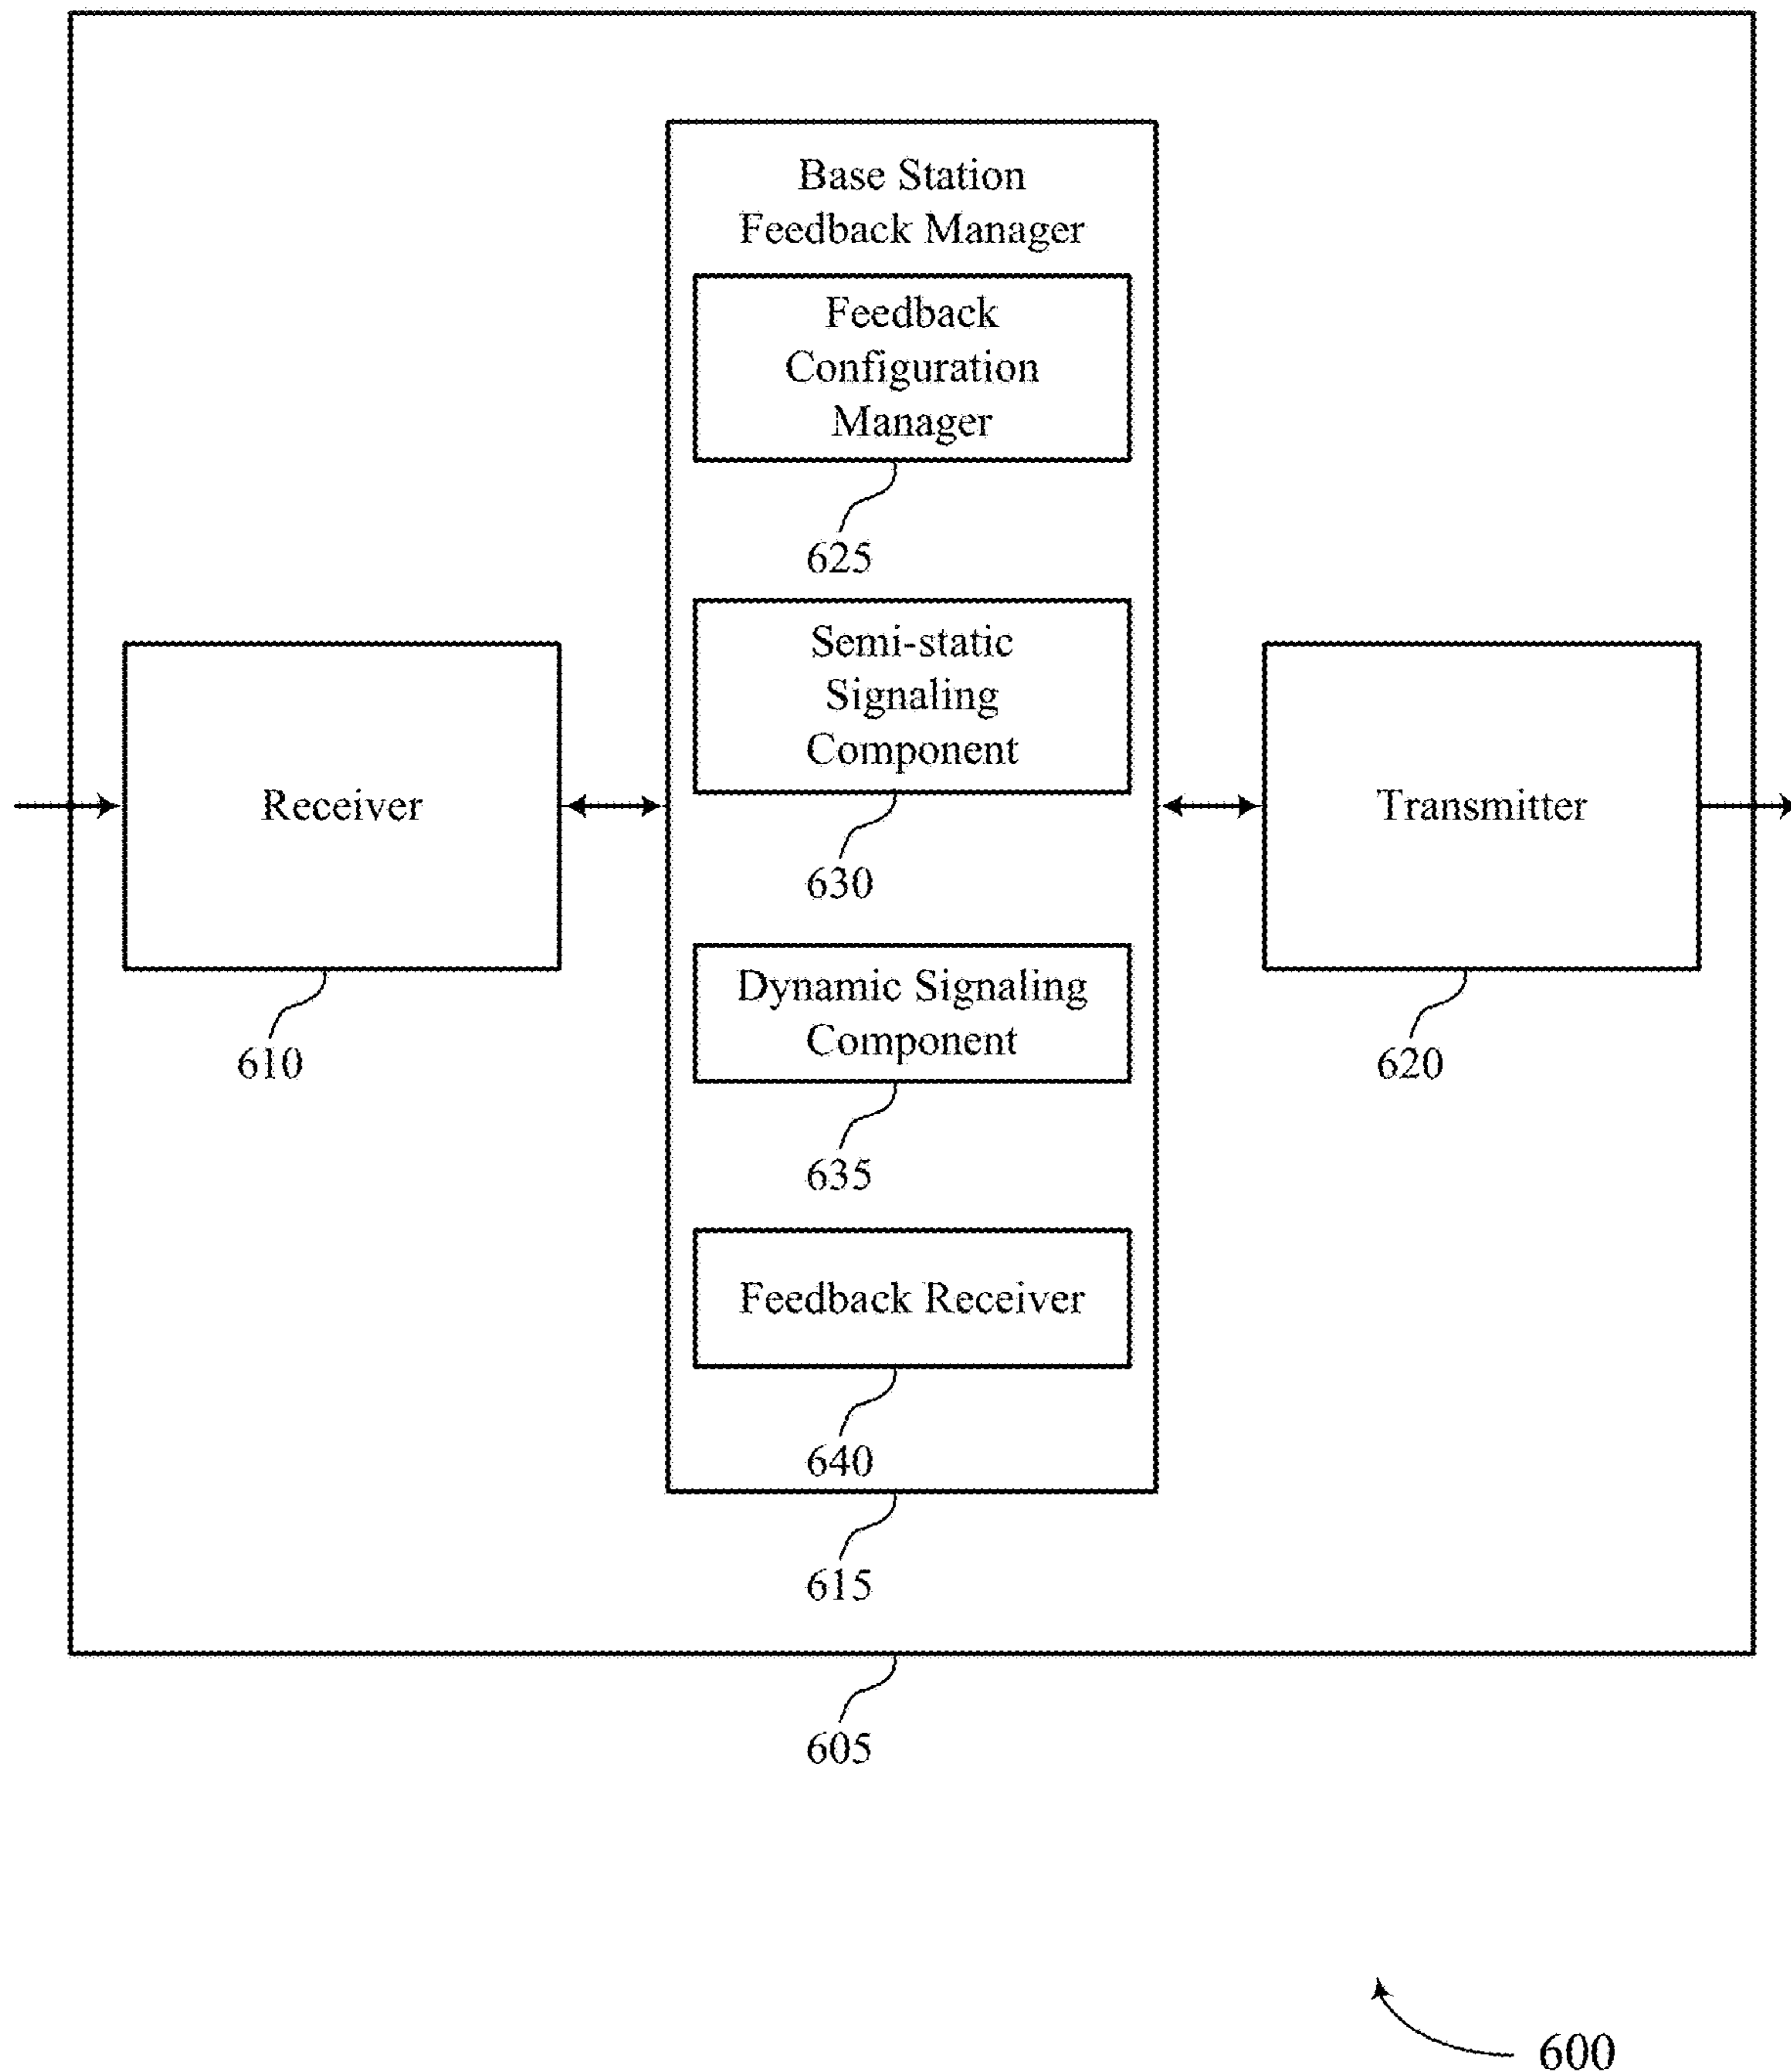 Base Station
Feedback Manager
Feedback
Configuration
Manager
625
Semi-static
Signaling
Component
630
Receiver
610
Transmitter
620
Dynamic Signaling
Component
635
Feedback Receiver
640
615
605
600